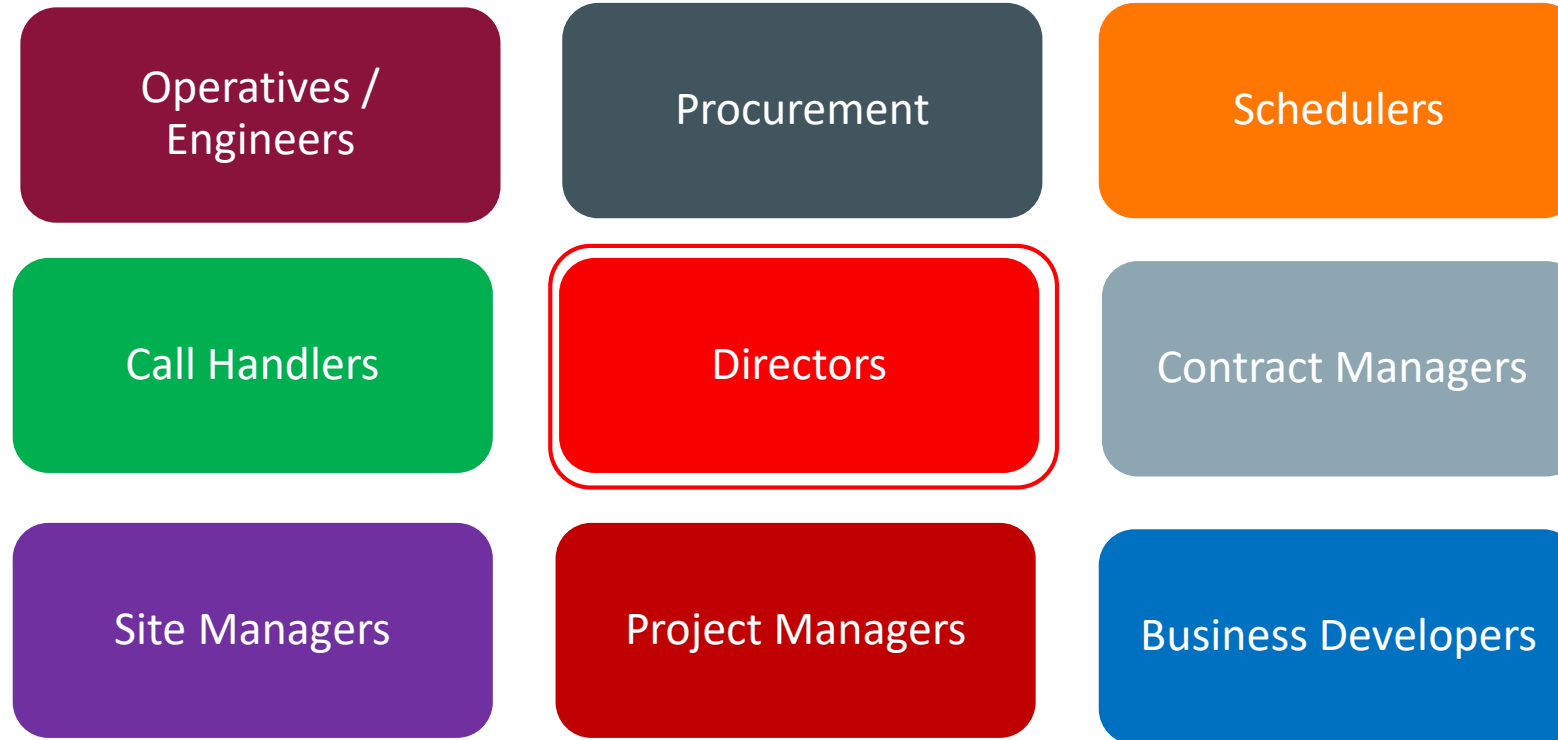 Operatives /
Engineers
Procurement
Schedulers
Call Handlers
Directors
Contract Managers
Site Managers
Project Managers
Business Developers